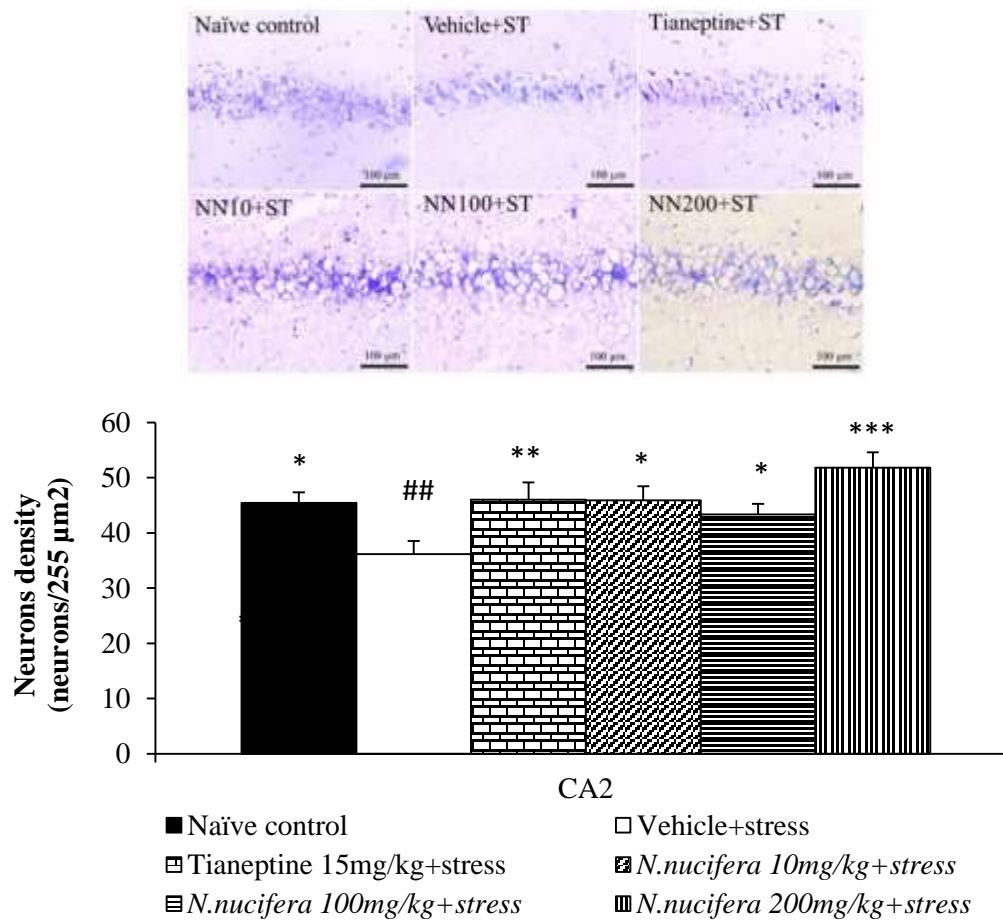 Naïve control Vehicle+ST Tianeptine+ST
100 μm 100 μm 100 μm
NN10+ST NN100+ST NN200+ST
100 μm 100 μm 100 μm
Neurons density
(neurons/255 μm2)
60
50
40
30
20
10
0
*
##
**
*
*
***
CA2
Naïve control Vehicle+stress
Tianeptine 15mg/kg+stress N.nucifera 10mg/kg+stress
N.nucifera 100mg/kg+stress N.nucifera 200mg/kg+stress